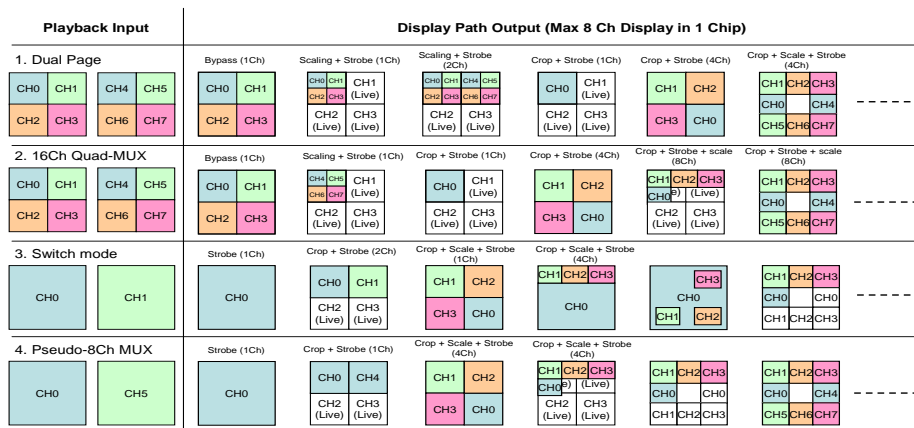 Playback Input
Display Path Output (Max 8 Ch Display in 1 Chip)
1. Dual Page
Bypass (1Ch)
Scaling + Strobe (1Ch)
Scaling + Strobe
(2Ch)
Crop + Strobe (1Ch)
Crop + Strobe (4Ch)
Crop + Scale + Strobe
(4Ch)
CH0 CH1 CH4 CH5 CH0 CH1 CH0 CH1 CH1 CH0 CH1 CH4 CH5 CH0 CH1 CH1 CH2 CH1 CH2 CH3
(Live) (Live)
CH2 CH3 CH2 CH3 CH6 CH7
CH0 CH4
CH2 CH3 CH6 CH7 CH2 CH3 CH2 CH3 CH2 CH3 CH2 CH3 CH3 CH0 CH5 CH6 CH7
(Live) (Live) (Live) (Live) (Live) (Live)
2. 16Ch Quad-MUX
Bypass (1Ch)
Scaling + Strobe (1Ch)
Crop + Strobe (1Ch)
Crop + Strobe (4Ch)
Crop + Strobe + scale
(8Ch)
Crop + Strobe + scale
(8Ch)
CH0 CH1 CH4 CH5 CH0 CH1 CH4 CH5 CH1 CH0 CH1 CH1 CH2 CH1 CH2 CH3 CH1 CH2 CH3
(Live) (Live) e) (Live)
CH6 CH7 CH0 CH0 CH4
CH2 CH3 CH6 CH7 CH2 CH3 CH2 CH3 CH2 CH3 CH3 CH0 CH2 CH3 CH5 CH6 CH7
(Live) (Live) (Live) (Live) (Live) (Live)
3. Switch mode
Strobe (1Ch)
Crop + Strobe (2Ch)
Crop + Scale + Strobe
(1Ch)
Crop + Scale + Strobe
(4Ch)
CH0 CH1 CH0 CH0 CH1 CH1 CH2 CH1 CH2 CH3 CH3 CH1 CH2 CH3
CH0 CH0 CH0 CH0
CH2 CH3 CH3 CH0 CH1 CH2 CH1 CH2 CH3
(Live) (Live)
4. Pseudo-8Ch MUX
Strobe (1Ch)
Crop + Strobe (1Ch)
Crop + Scale + Strobe
(4Ch)
Crop + Scale + Strobe
(4Ch)
CH0 CH5 CH0 CH0 CH4 CH1 CH2 CH1 CH2 CH3 CH1 CH2 CH3 CH1 CH2 CH3
e) (Live)
CH0 CH0 CH0 CH0 CH4
CH2 CH3 CH3 CH0 CH2 CH3 CH1 CH2 CH3 CH5 CH6 CH7
(Live) (Live) (Live) (Live)